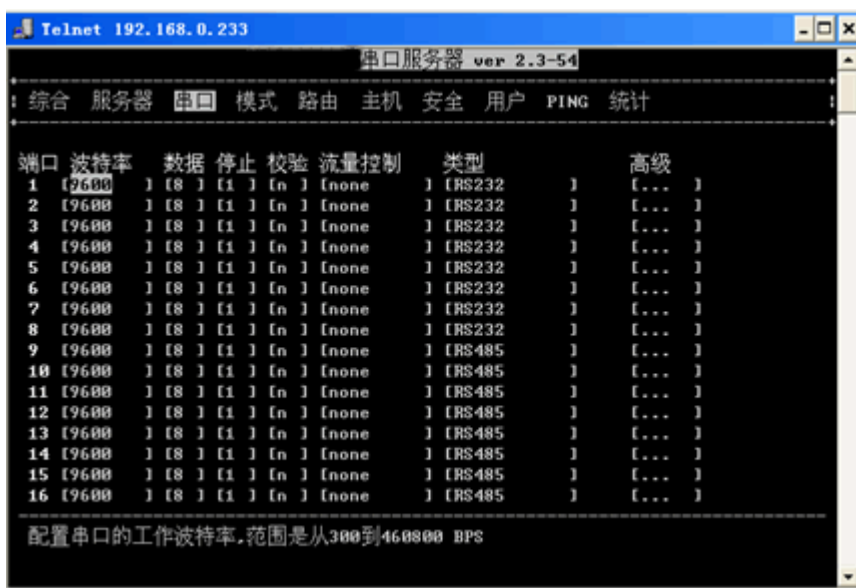 Telnet 192.168.0.233
串口服务器 ver 2.3-54
综合 服务器 串口 模式 路由 主机 安全 用户 PING 统计
端口 波特率 数据 停止 校验 流量控制 类型 高级
1 [9600 ] [8 ] [1 ] [n ] [none ] [RS232 ] [... ]
2 [9600 ] [8 ] [1 ] [n ] [none ] [RS232 ] [... ]
3 [9600 ] [8 ] [1 ] [n ] [none ] [RS232 ] [... ]
4 [9600 ] [8 ] [1 ] [n ] [none ] [RS232 ] [... ]
5 [9600 ] [8 ] [1 ] [n ] [none ] [RS232 ] [... ]
6 [9600 ] [8 ] [1 ] [n ] [none ] [RS232 ] [... ]
7 [9600 ] [8 ] [1 ] [n ] [none ] [RS232 ] [... ]
8 [9600 ] [8 ] [1 ] [n ] [none ] [RS232 ] [... ]
9 [9600 ] [8 ] [1 ] [n ] [none ] [RS485 ] [... ]
10 [9600 ] [8 ] [1 ] [n ] [none ] [RS485 ] [... ]
11 [9600 ] [8 ] [1 ] [n ] [none ] [RS485 ] [... ]
12 [9600 ] [8 ] [1 ] [n ] [none ] [RS485 ] [... ]
13 [9600 ] [8 ] [1 ] [n ] [none ] [RS485 ] [... ]
14 [9600 ] [8 ] [1 ] [n ] [none ] [RS485 ] [... ]
15 [9600 ] [8 ] [1 ] [n ] [none ] [RS485 ] [... ]
16 [9600 ] [8 ] [1 ] [n ] [none ] [RS485 ] [... ]
配置串口的工作波特率,范围是从300到460800 BPS